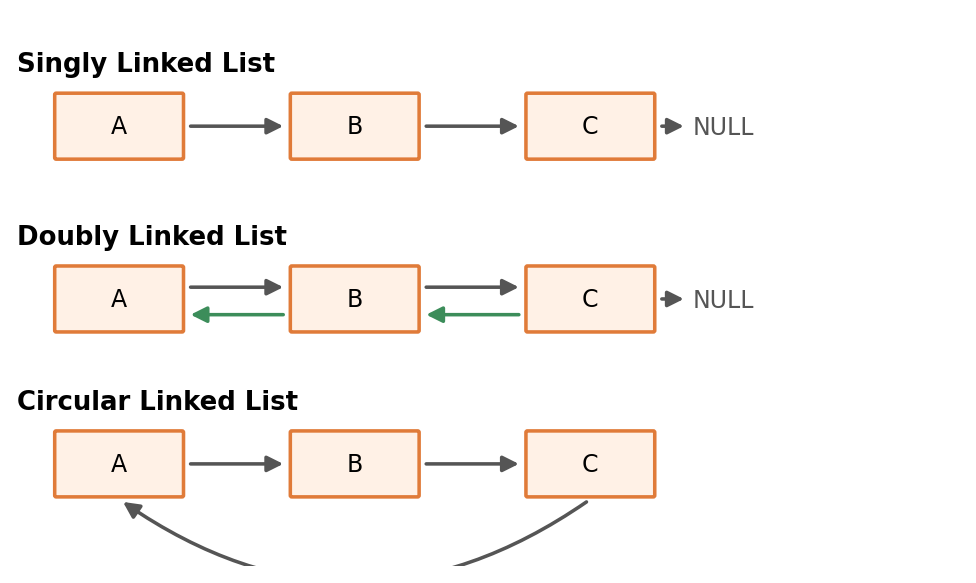 Singly Linked List
A B C NULL
Doubly Linked List
A B C NULL
Circular Linked List
A B C